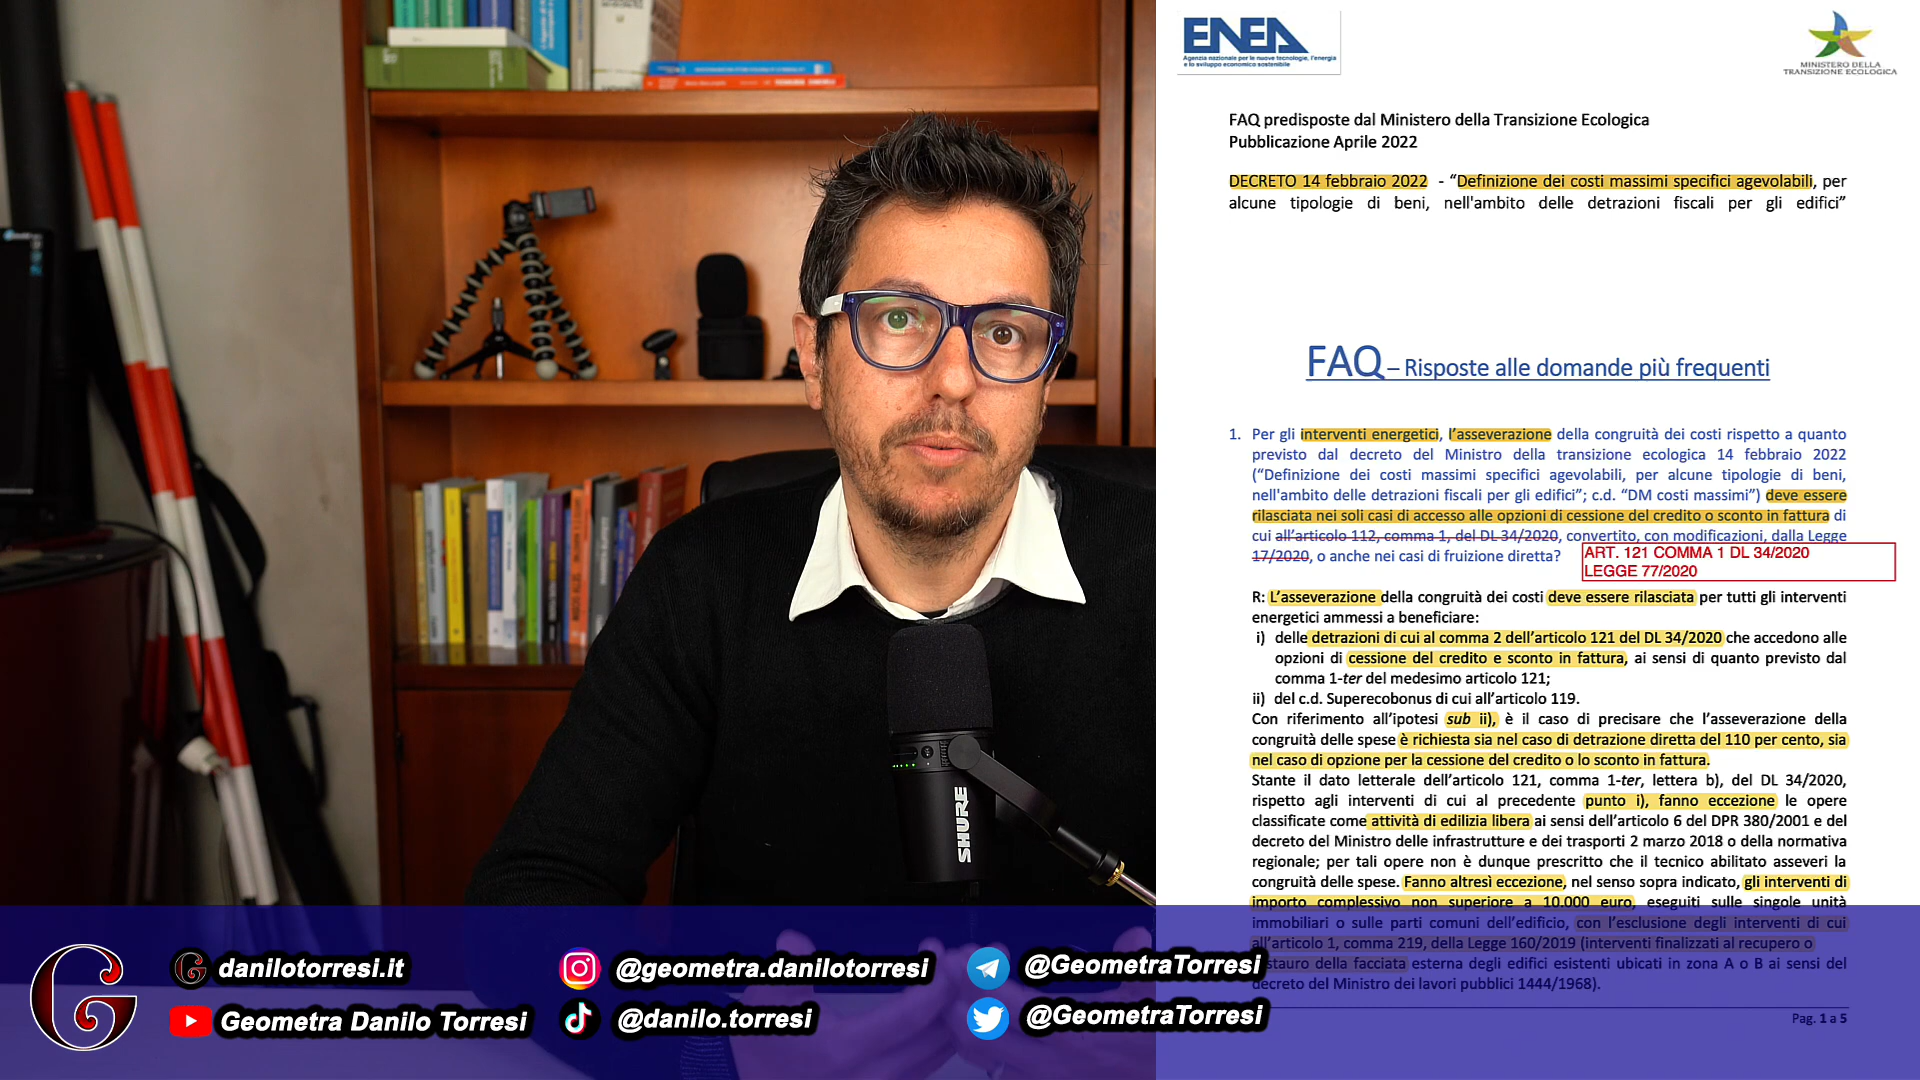 ENEA
Agenzia nazionale per le nuove tecnologie, l'energia
e lo sviluppo economico sostenibile
MINISTERO DELLA
TRANSIZIONE ECOLOGICA
FAQ predisposte dal Ministero della Transizione Ecologica
Pubblicazione Aprile 2022
DECRETO 14 febbraio 2022 - “Definizione dei costi massimi specifici agevolabili, per
alcune tipologie di beni, nell'ambito delle detrazioni fiscali per gli edifici”
FAQ – Risposte alle domande più frequenti
1. Per gli interventi energetici, l’asseverazione della congruità dei costi rispetto a quanto
previsto dal decreto del Ministro della transizione ecologica 14 febbraio 2022
(“Definizione dei costi massimi specifici agevolabili, per alcune tipologie di beni,
nell'ambito delle detrazioni fiscali per gli edifici”; c.d. “DM costi massimi”) deve essere
rilasciata nei soli casi di accesso alle opzioni di cessione del credito o sconto in fattura di
cui all’articolo 112, comma 1, del DL 34/2020, convertito, con modificazioni, dalla Legge
17/2020, o anche nei casi di fruizione diretta?
ART. 121 COMMA 1 DL 34/2020
LEGGE 77/2020
R: L’asseverazione della congruità dei costi deve essere rilasciata per tutti gli interventi
energetici ammessi a beneficiare:
i) delle detrazioni di cui al comma 2 dell’articolo 121 del DL 34/2020 che accedono alle
opzioni di cessione del credito e sconto in fattura, ai sensi di quanto previsto dal
comma 1-ter del medesimo articolo 121;
ii) del c.d. Superecobonus di cui all’articolo 119.
Con riferimento all’ipotesi sub ii), è il caso di precisare che l’asseverazione della
congruità delle spese è richiesta sia nel caso di detrazione diretta del 110 per cento, sia
nel caso di opzione per la cessione del credito o lo sconto in fattura.
Stante il dato letterale dell’articolo 121, comma 1-ter, lettera b), del DL 34/2020,
rispetto agli interventi di cui al precedente punto i), fanno eccezione le opere
classificate come attività di edilizia libera ai sensi dell’articolo 6 del DPR 380/2001 e del
decreto del Ministro delle infrastrutture e dei trasporti 2 marzo 2018 o della normativa
regionale; per tali opere non è dunque prescritto che il tecnico abilitato asseveri la
congruità delle spese. Fanno altresì eccezione, nel senso sopra indicato, gli interventi di
importo complessivo non superiore a 10.000 euro, eseguiti sulle singole unità
immobiliari o sulle parti comuni dell’edificio, con l’esclusione degli interventi di cui
all’articolo 1, comma 219, della Legge 160/2019 (interventi finalizzati al recupero o
restauro della facciata esterna degli edifici esistenti ubicati in zona A o B ai sensi del
decreto del Ministro dei lavori pubblici 1444/1968).
Pag. 1 a 5
SHURE
danilotorresi.it
@geometra.danilotorresi
@GeometraTorresi
Geometra Danilo Torresi
@danilo.torresi
@GeometraTorresi